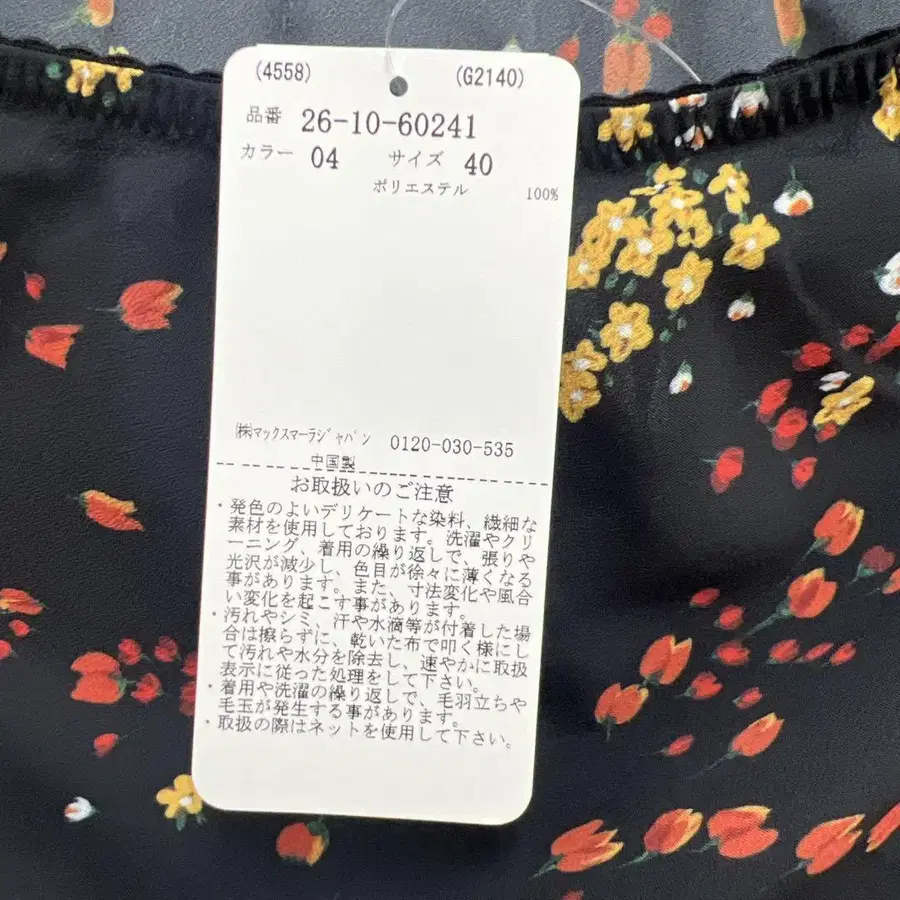 (4558) (G2140)
品番 26-10-60241
カラー 04 サイズ 40
ポリエステル 100%
㈱マックスマーラジャパン 0120-030-535
中国製
お取扱いのご注意
・発色のよいデリケートな染料、繊細な
素材を使用しております。洗濯やクリ
ーニング、着用の繰り返しで、張りや
光沢が減少し、色目が徐々に薄くなる
事があります。また、寸法変化や風合
い変化を起こす事があります。
・汚れやシミ、汗や水滴等が付着した場
合は擦らずに、乾いた布で叩く様にし
て汚れや水分を除去し、速やかに取扱
表示に従った処理をして下さい。
・着用や洗濯の繰り返しで、毛羽立ちや
毛玉が発生する事があります。
・取扱の際はネットを使用して下さい。